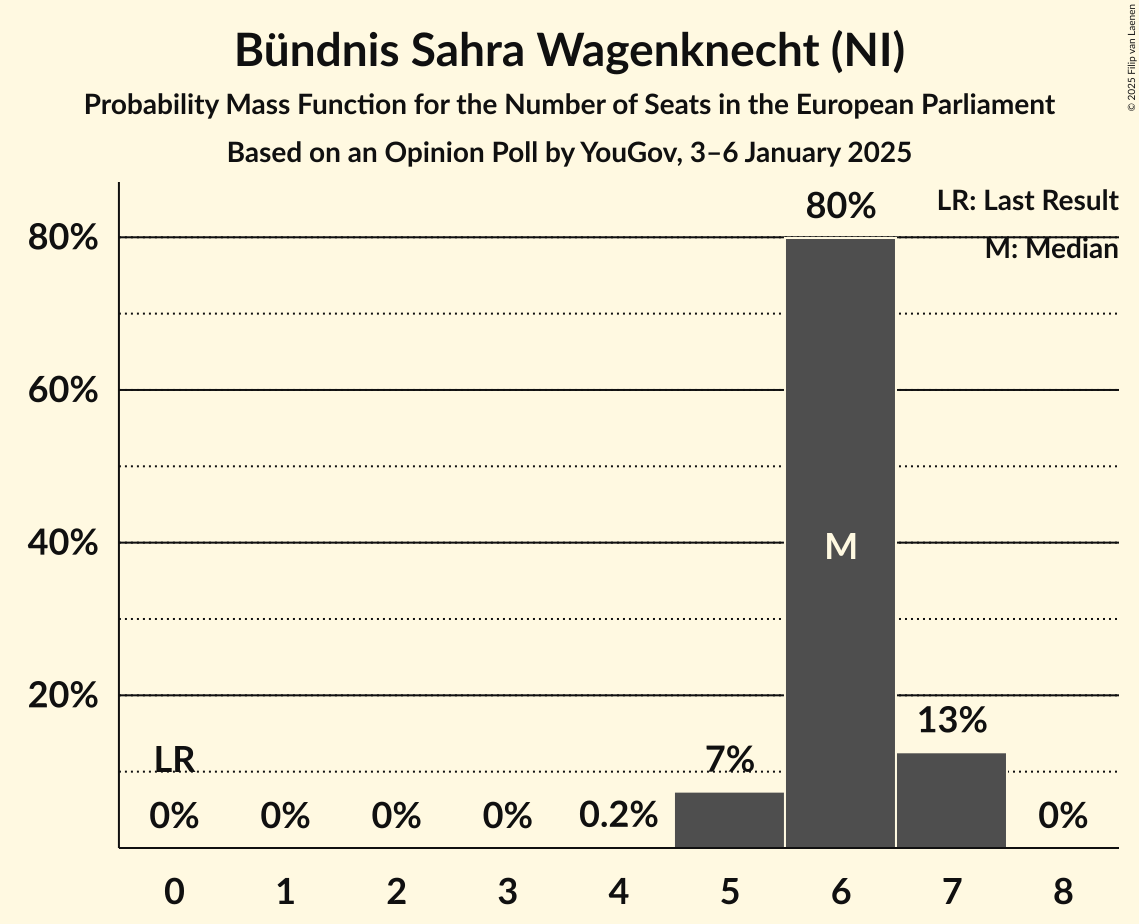 Bündnis Sahra Wagenknecht (NI)
Probability Mass Function for the Number of Seats in the European Parliament
Based on an Opinion Poll by YouGov, 3–6 January 2025
© 2025 Filip van Laenen
LR: Last Result
M: Median
80%
60%
40%
20%
LR
0%
0%
0%
0%
0.2%
7%
80%
M
13%
0%
0 1 2 3 4 5 6 7 8